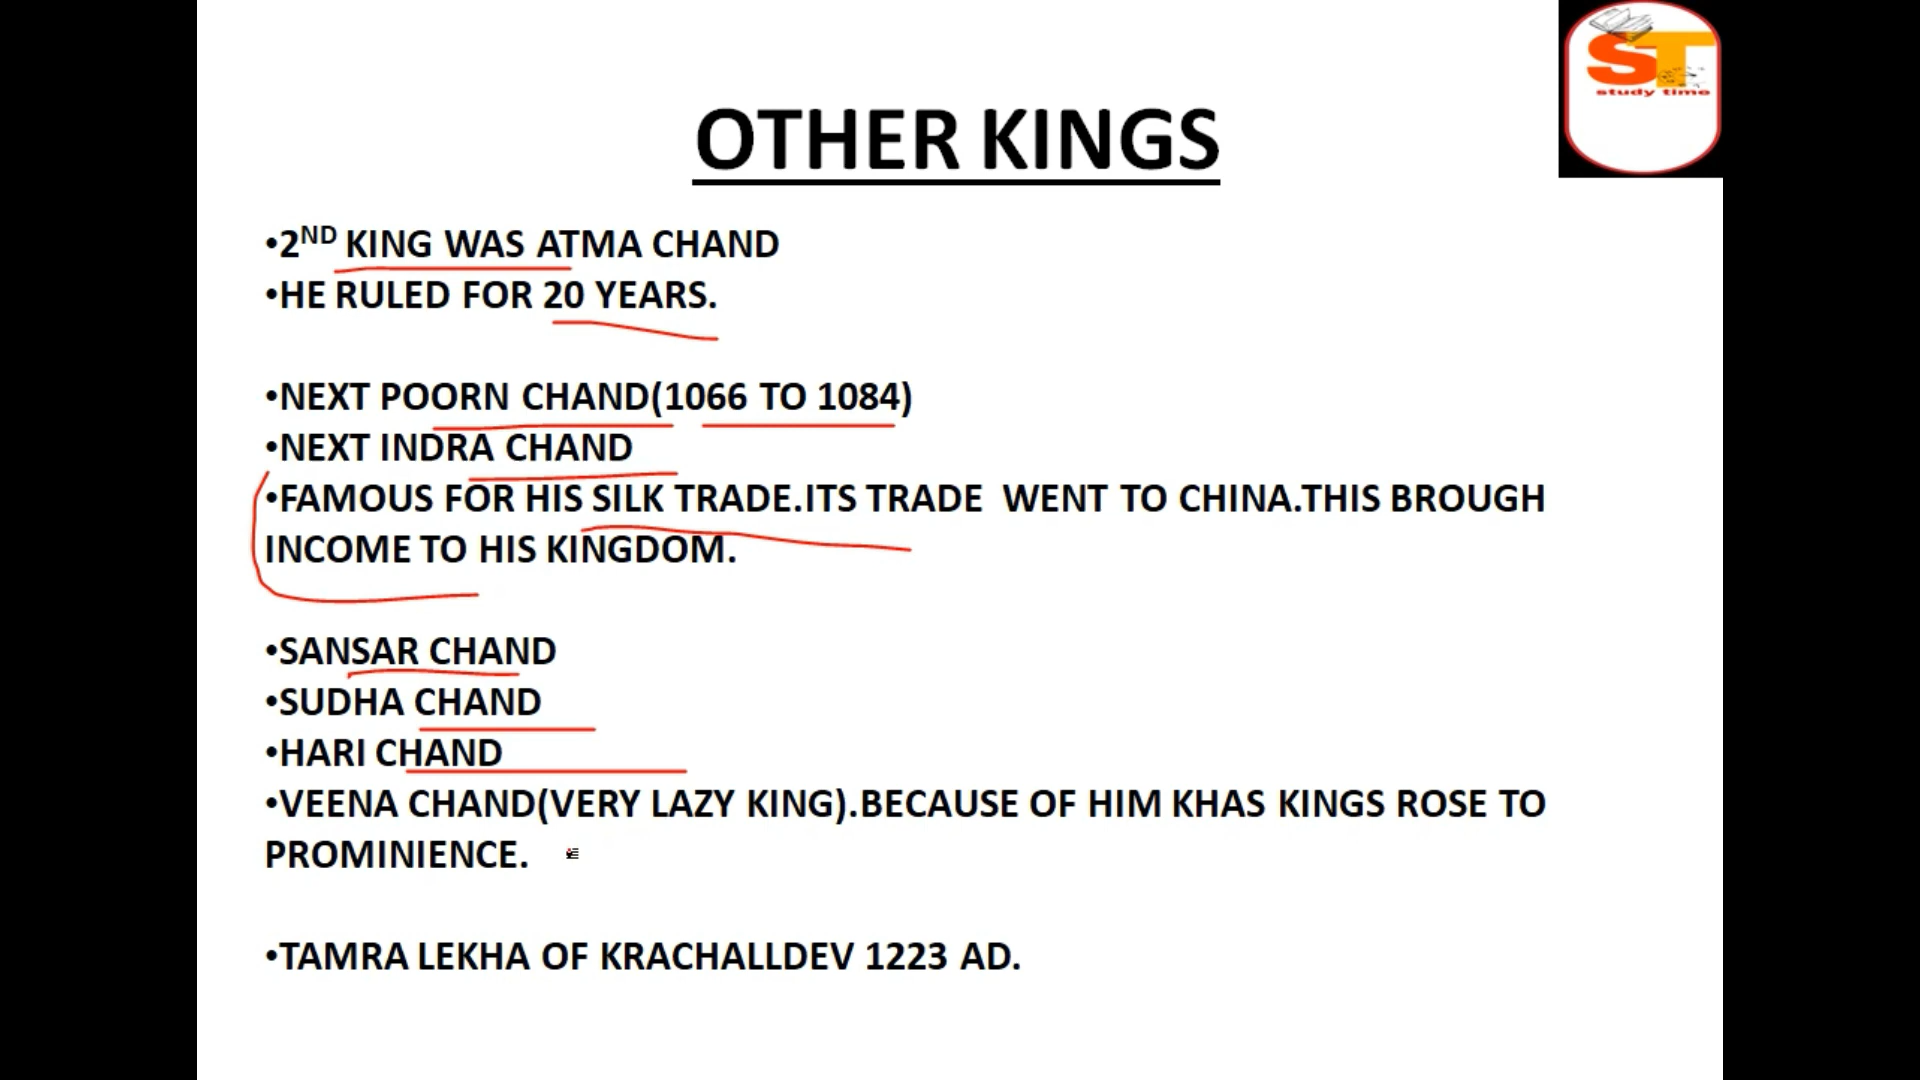 ST
study time
OTHER KINGS
•2ND KING WAS ATMA CHAND
•HE RULED FOR 20 YEARS.
•NEXT POORN CHAND(1066 TO 1084)
•NEXT INDRA CHAND
•FAMOUS FOR HIS SILK TRADE.ITS TRADE WENT TO CHINA.THIS BROUGH
INCOME TO HIS KINGDOM.
•SANSAR CHAND
•SUDHA CHAND
•HARI CHAND
•VEENA CHAND(VERY LAZY KING).BECAUSE OF HIM KHAS KINGS ROSE TO
PROMINIENCE.
•TAMRA LEKHA OF KRACHALLDEV 1223 AD.